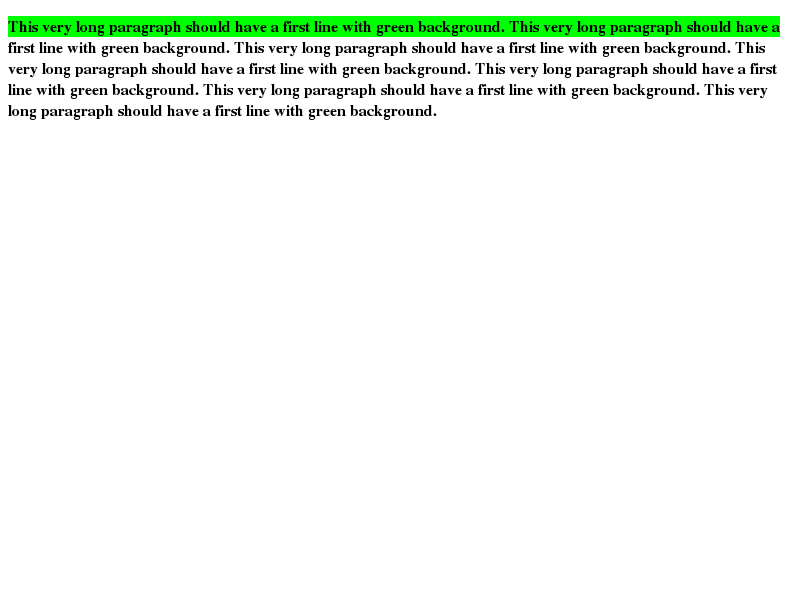 This very long paragraph should have a first line with green background. This very long paragraph should have a
first line with green background. This very long paragraph should have a first line with green background. This
very long paragraph should have a first line with green background. This very long paragraph should have a first
line with green background. This very long paragraph should have a first line with green background. This very
long paragraph should have a first line with green background.